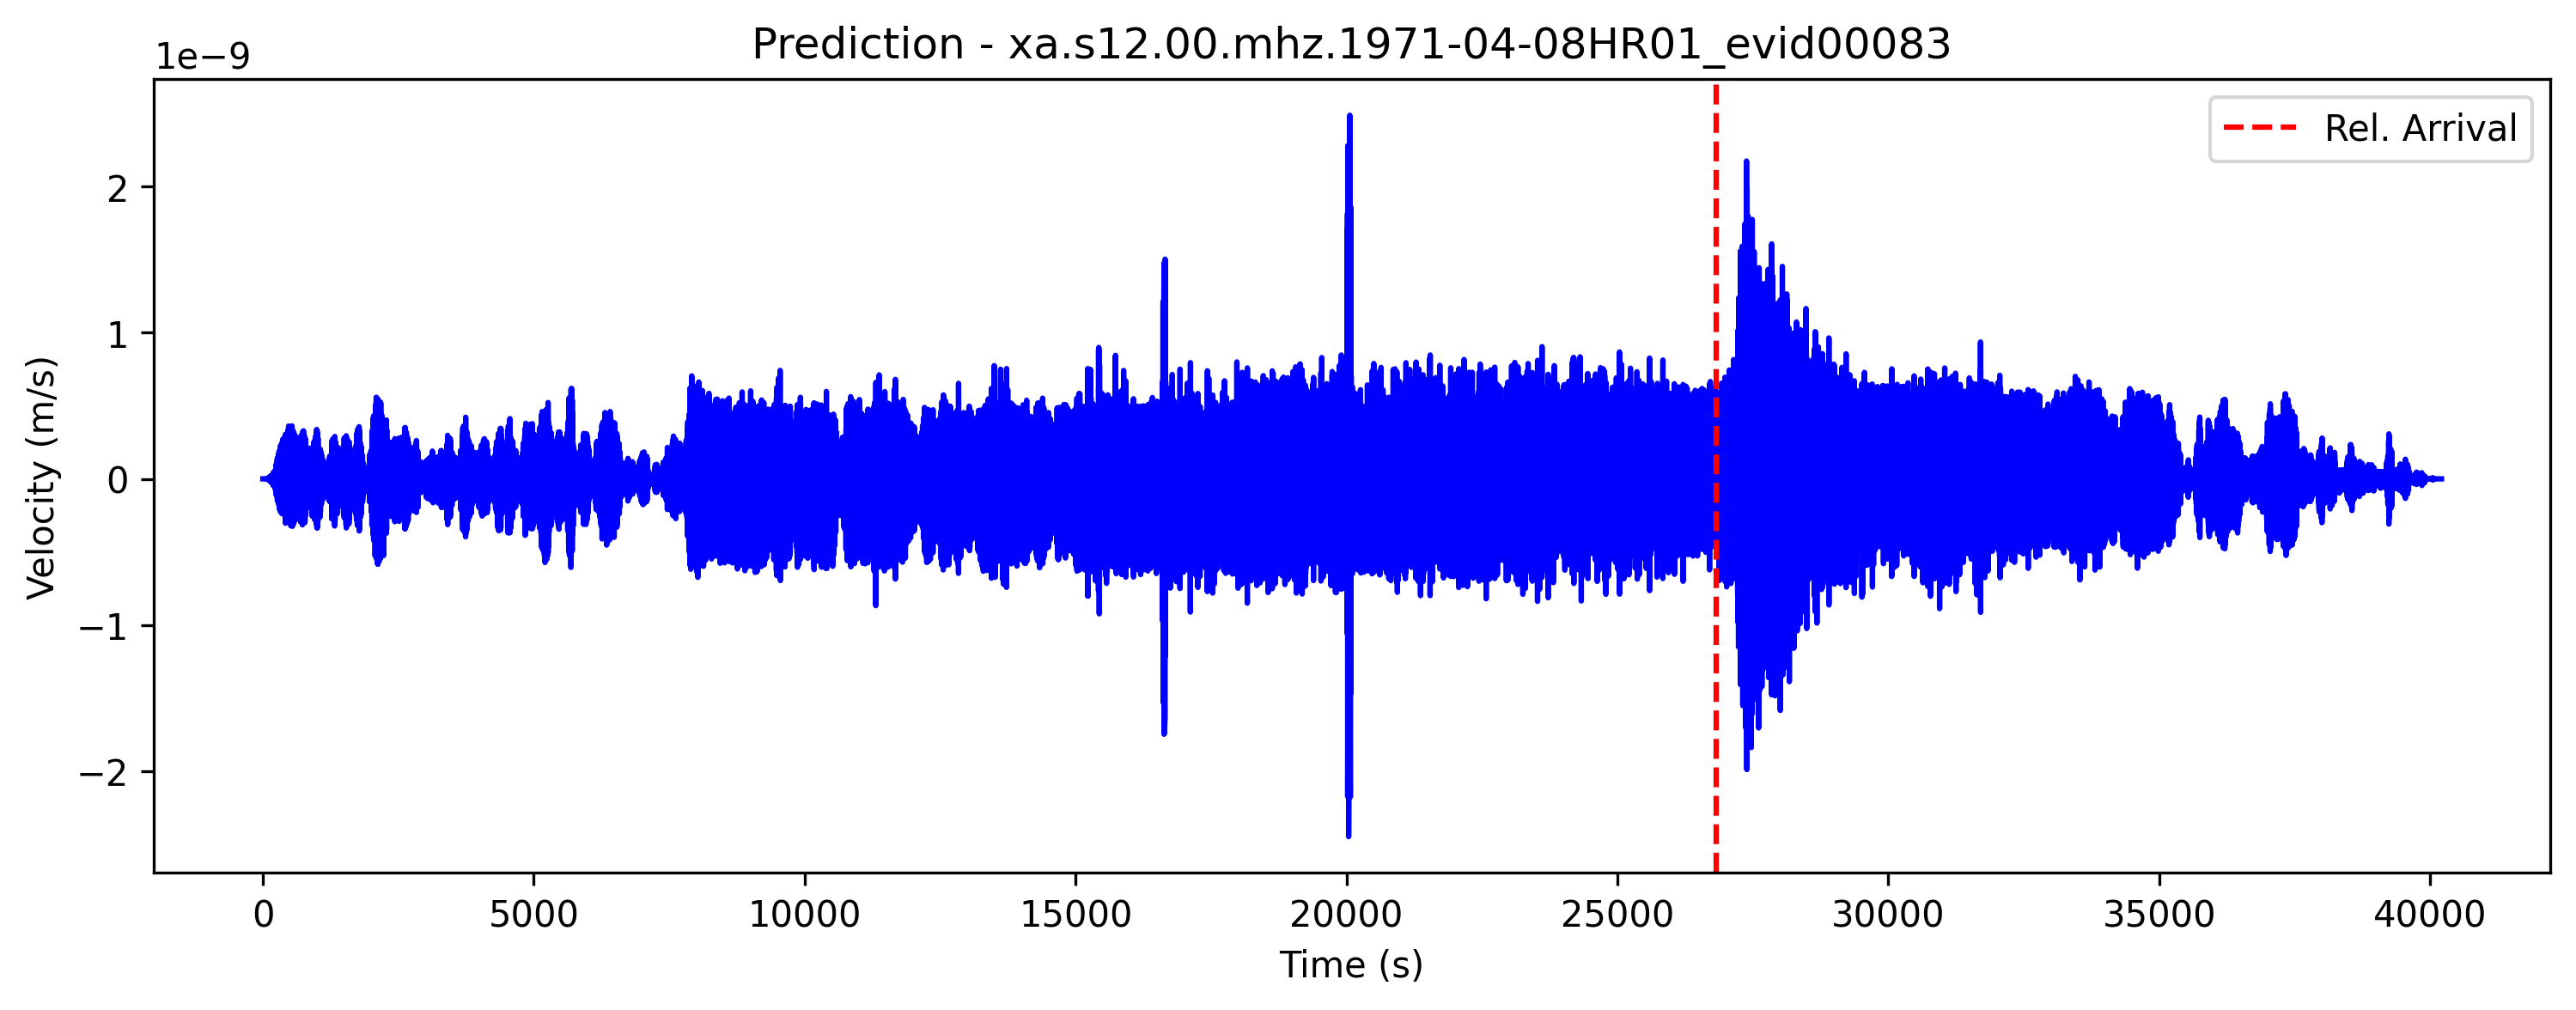 Prediction - xa.s12.00.mhz.1971-04-08HR01_evid00083
1e−9
Rel. Arrival
2
1
0
−1
−2
Velocity (m/s)
0 5000 10000 15000 20000 25000 30000 35000 40000
Time (s)